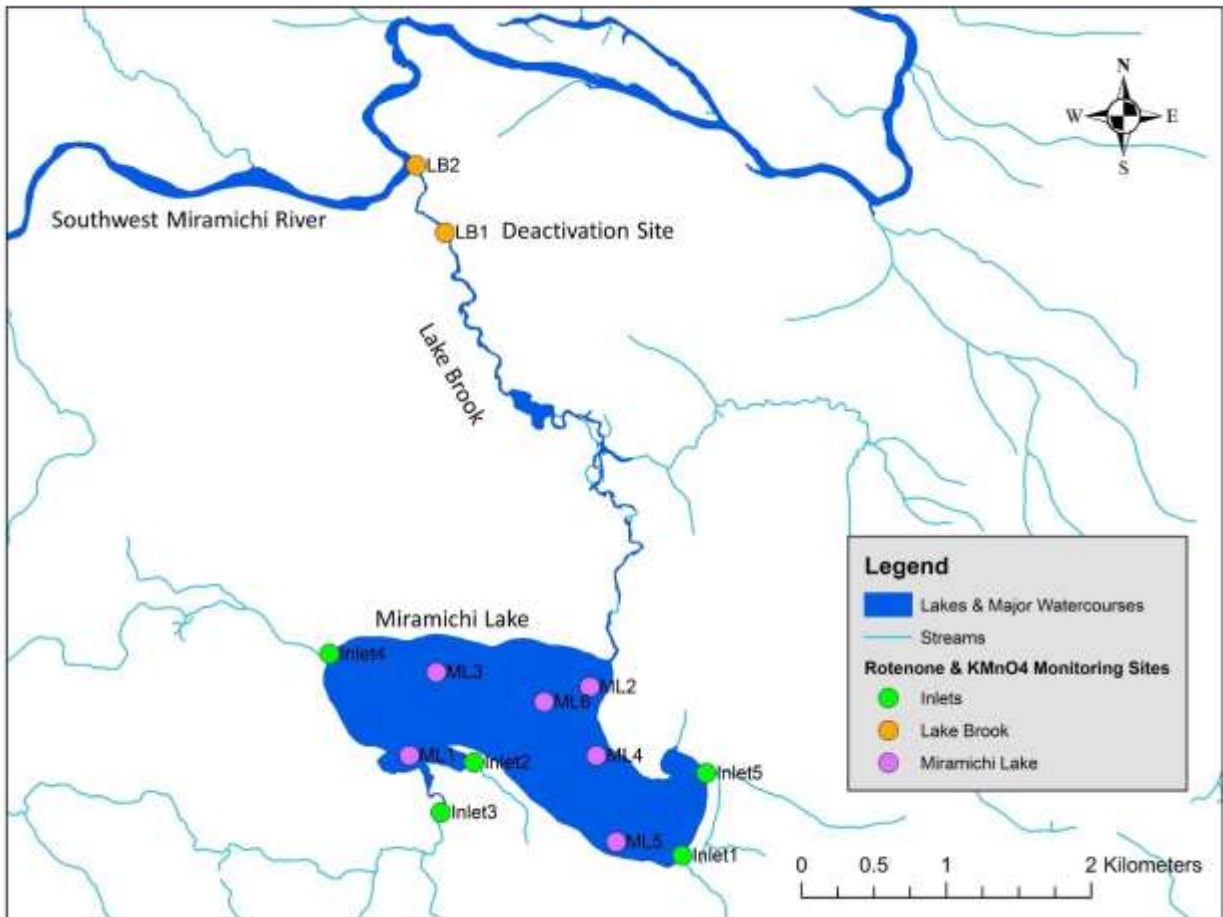 N
W E
S
LB2
Southwest Miramichi River
LB1 Deactivation Site
Lake Brook
Legend
Lakes & Major Watercourses
Streams
Rotenone & KMnO4 Monitoring Sites
Inlets
Lake Brook
Miramichi Lake
Miramichi Lake
Inlet4
ML3
ML2
ML6
ML1
Inlet2
ML4
Inlet5
Inlet3
ML5
Inlet1
0 0.5 1 2 Kilometers